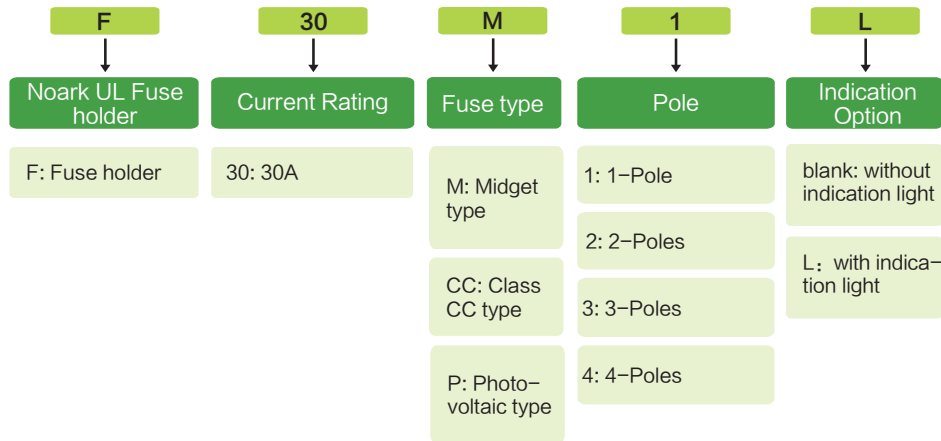 F 30 M 1 L
Noark UL Fuse
holder
Current Rating
Fuse type
Pole
Indication
Option
F: Fuse holder
30: 30A
M: Midget
type
CC: Class
CC type
P: Photo-
voltaic type
1: 1-Pole
2: 2-Poles
3: 3-Poles
4: 4-Poles
blank: without
indication light
L：with indica-
tion light